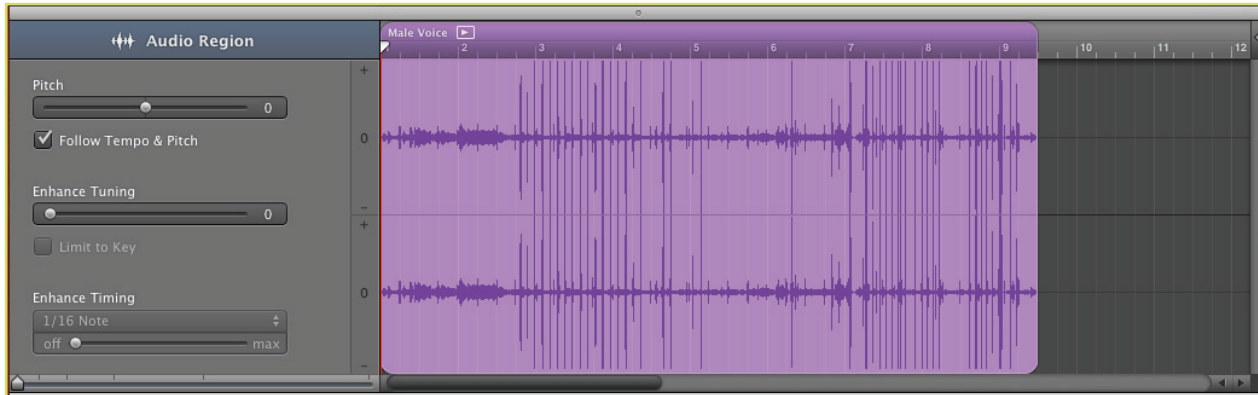 Audio Region
Pitch
0
Follow Tempo & Pitch
Enhance Tuning
0
Limit to Key
Enhance Timing
1/16 Note
off max
+
0
-
+
0
-
Male Voice
2 3 4 5 6 7 8 9 10 11 12